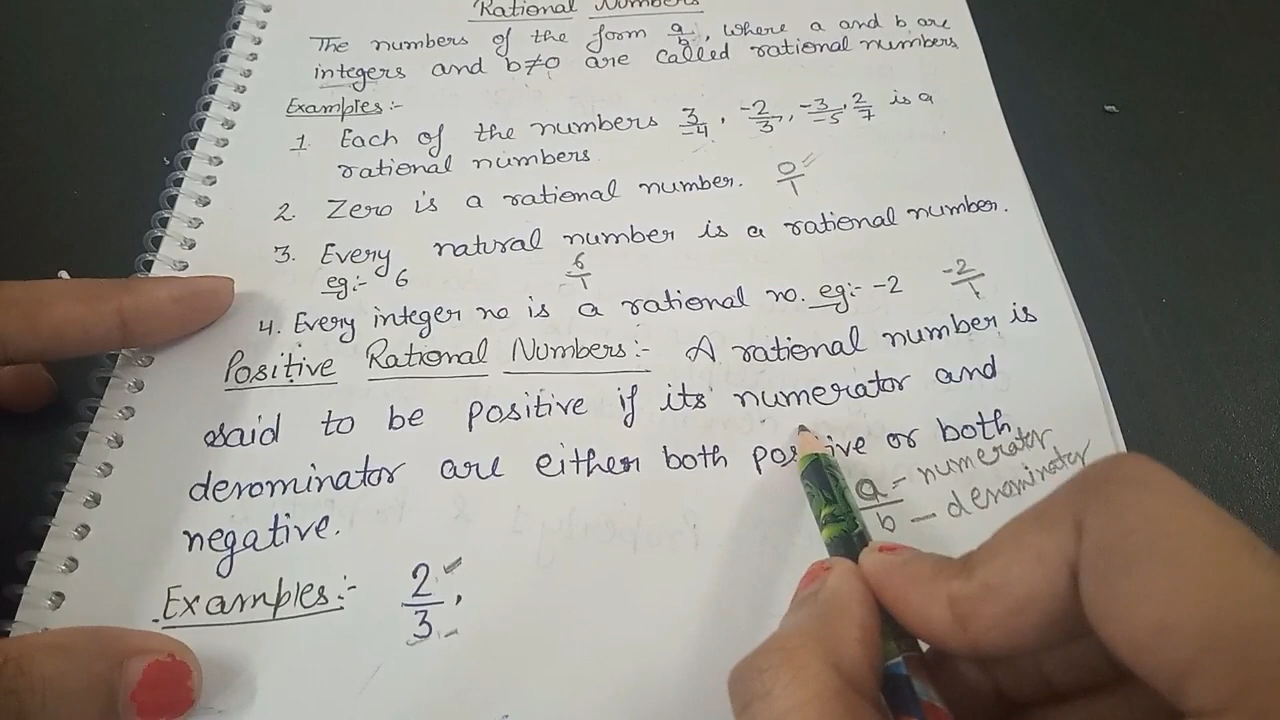 Rational Numbers
The numbers of the form a/b, where a and b are
integers and b≠0 are called rational numbers
Examples:-
1. Each of the numbers 3/-4, -2/3, -3/-5, 2/7 is a
rational numbers
2. Zero is a rational number. 0/1
3. Every natural number is a rational number.
eg:- 6 6/1
4. Every integer no is a rational no. eg:- -2 -2/1
Positive Rational Numbers:- A rational number is
said to be positive if its numerator and
denominator are either both positive or both
negative.
a - numerator
b - denominator
Examples:- 2/3,